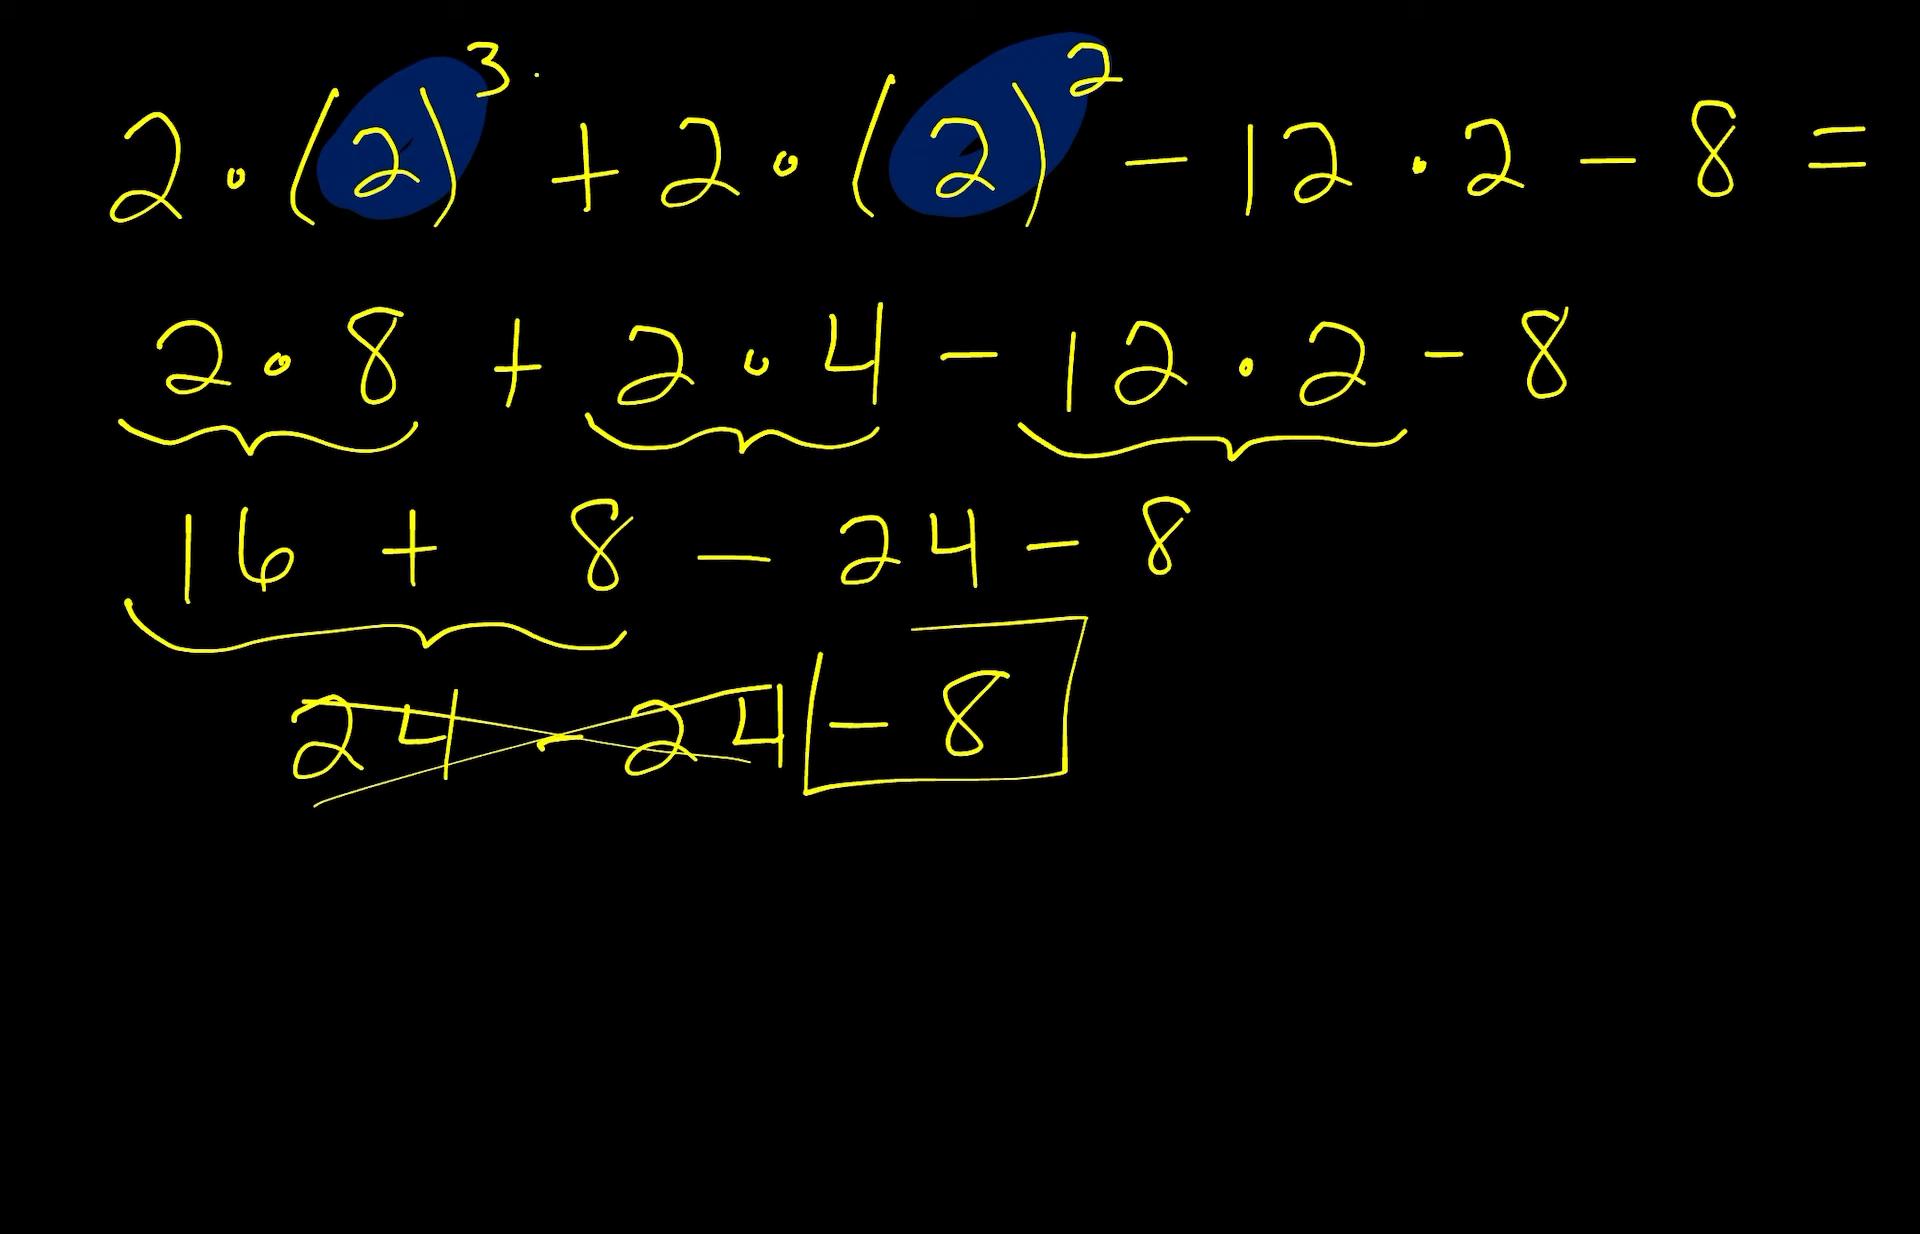 2 · (2)³ + 2 · (2)² - 12 · 2 - 8 =
2 · 8 + 2 · 4 - 12 · 2 - 8
16 + 8 - 24 - 8
24 - 24 - 8